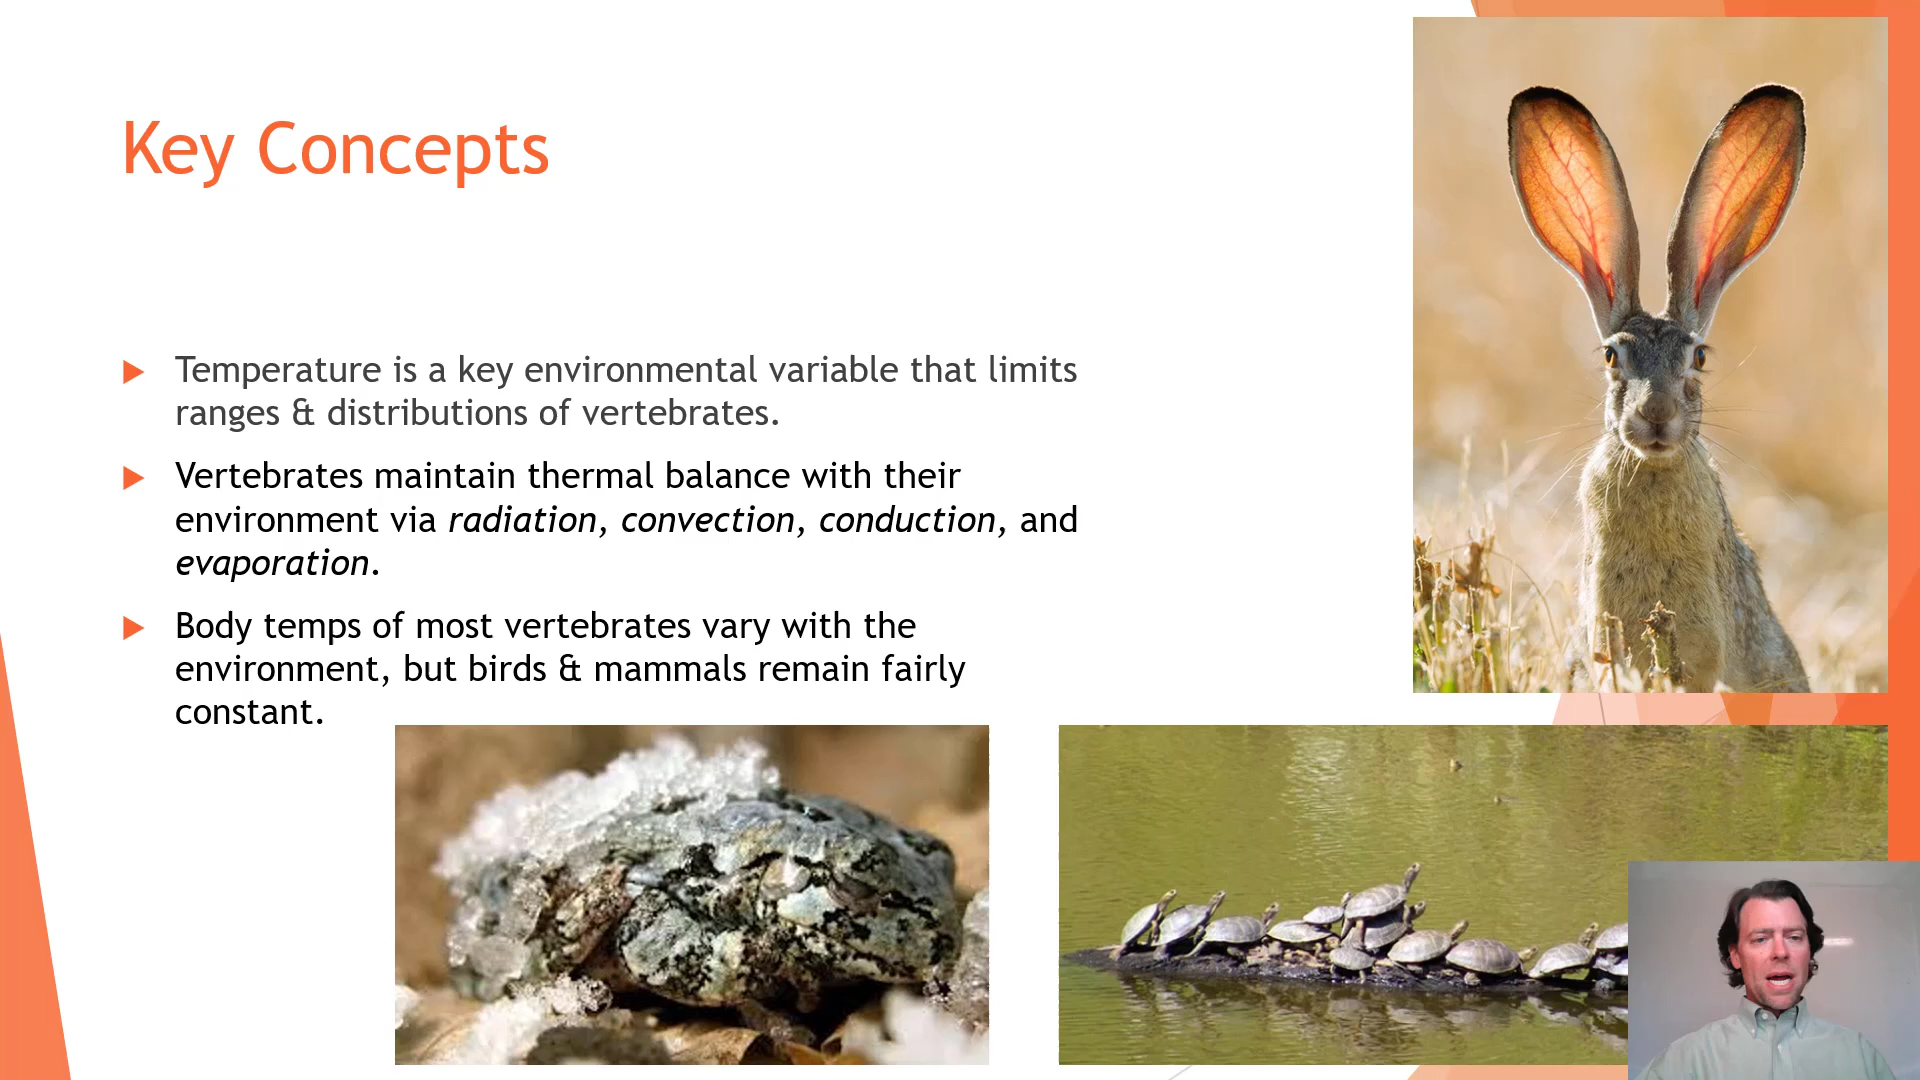 Key Concepts
Temperature is a key environmental variable that limits
ranges & distributions of vertebrates.
Vertebrates maintain thermal balance with their
environment via radiation, convection, conduction, and
evaporation.
Body temps of most vertebrates vary with the
environment, but birds & mammals remain fairly
constant.